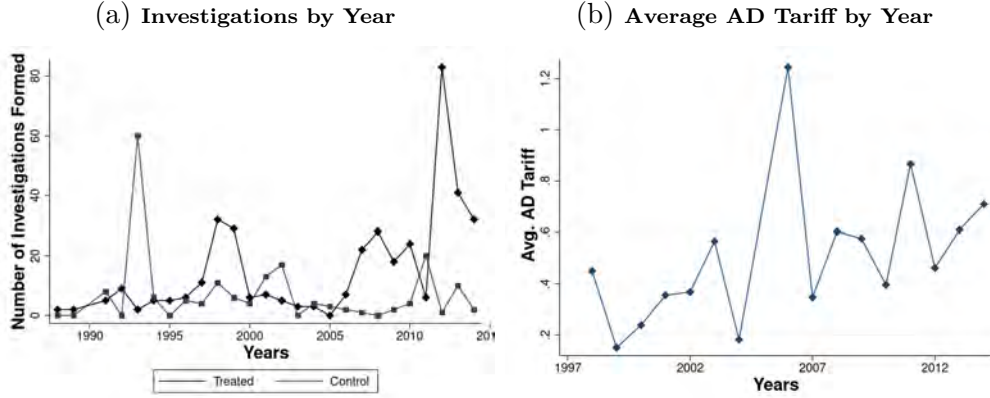 (a) Investigations by Year
Number of Investigations Formed
80
60
40
20
0
1990 1995 2000 2005 2010 201
Years
Treated Control
(b) Average AD Tariff by Year
Avg. AD Tariff
1.2
1
.8
.6
.4
.2
1997 2002 2007 2012
Years